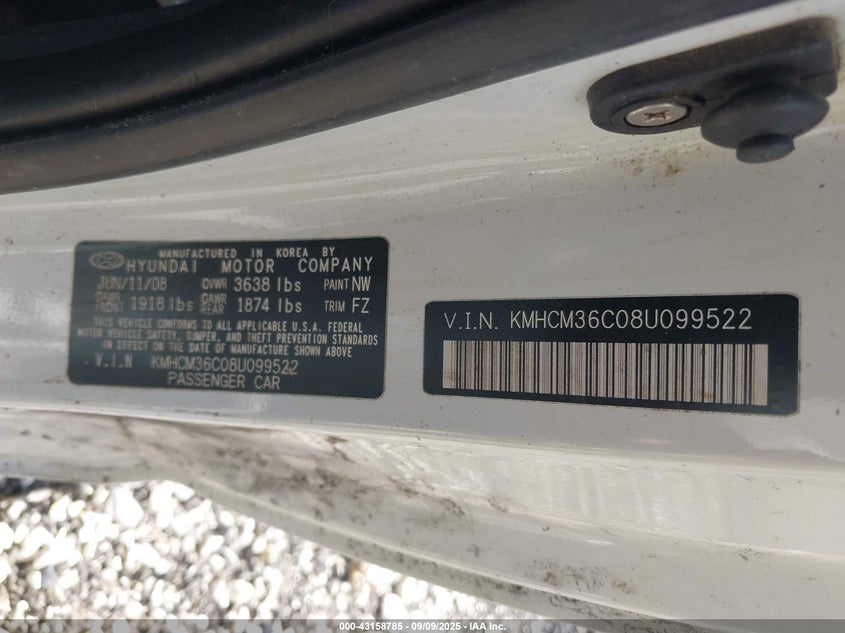 MANUFACTURED IN KOREA BY
HYUNDAI MOTOR COMPANY
JUN/11/08 GVWR 3638 lbs PAINT NW
GAWR FRONT 1918 lbs GAWR REAR 1874 lbs TRIM FZ
THIS VEHICLE CONFORMS TO ALL APPLICABLE U.S.A. FEDERAL
MOTOR VEHICLE SAFETY, BUMPER, AND THEFT PREVENTION STANDARDS
IN EFFECT ON THE DATE OF MANUFACTURE SHOWN ABOVE
V.I.N KMHCM36C08U099522
PASSENGER CAR
V.I.N. KMHCM36C08U099522
000-43158785 - 09/09/2025 - IAA Inc.